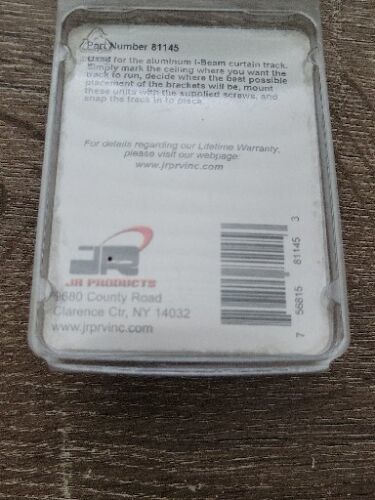 Part Number 81145
Used for the aluminum I-Beam curtain track.
Simply mark the ceiling where you want the
track to run, decide where the best possible
placement of the brackets will be, mount
these units with the supplied screws, and
snap the track in to place.
For details regarding our Lifetime Warranty,
please visit our webpage:
www.jrprvinc.com
JR
JR PRODUCTS
9680 County Road
Clarence Ctr, NY 14032
www.jrprvinc.com
7 56815 81145 3